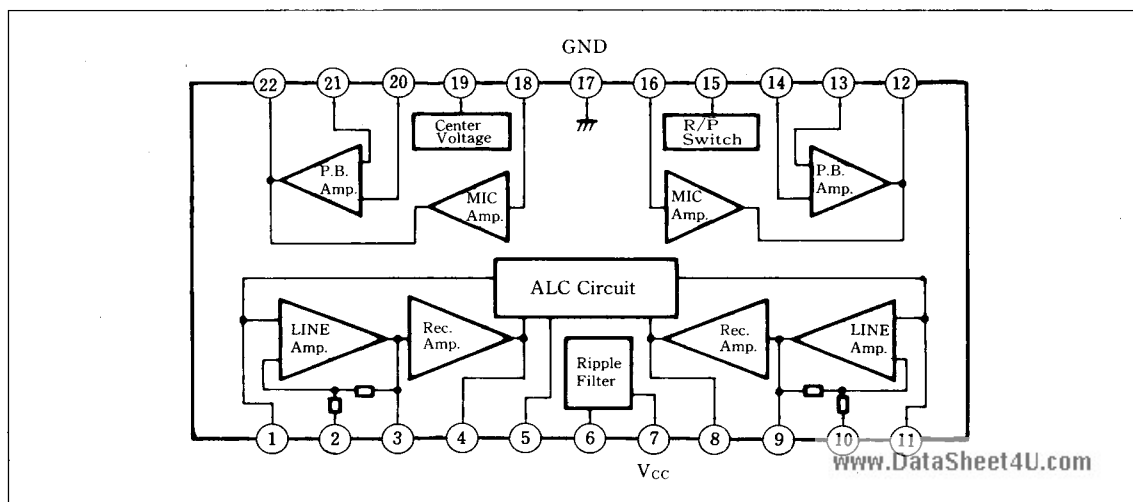 GND
22 21 20 19 18 17 16 15 14 13 12
Center
Voltage
R/P
Switch
P.B.
Amp.
MIC
Amp.
MIC
Amp.
P.B.
Amp.
ALC Circuit
LINE
Amp.
Rec.
Amp.
Ripple
Filter
Rec.
Amp.
LINE
Amp.
1 2 3 4 5 6 7 8 9 10 11
Vcc
www.DataSheet4U.com